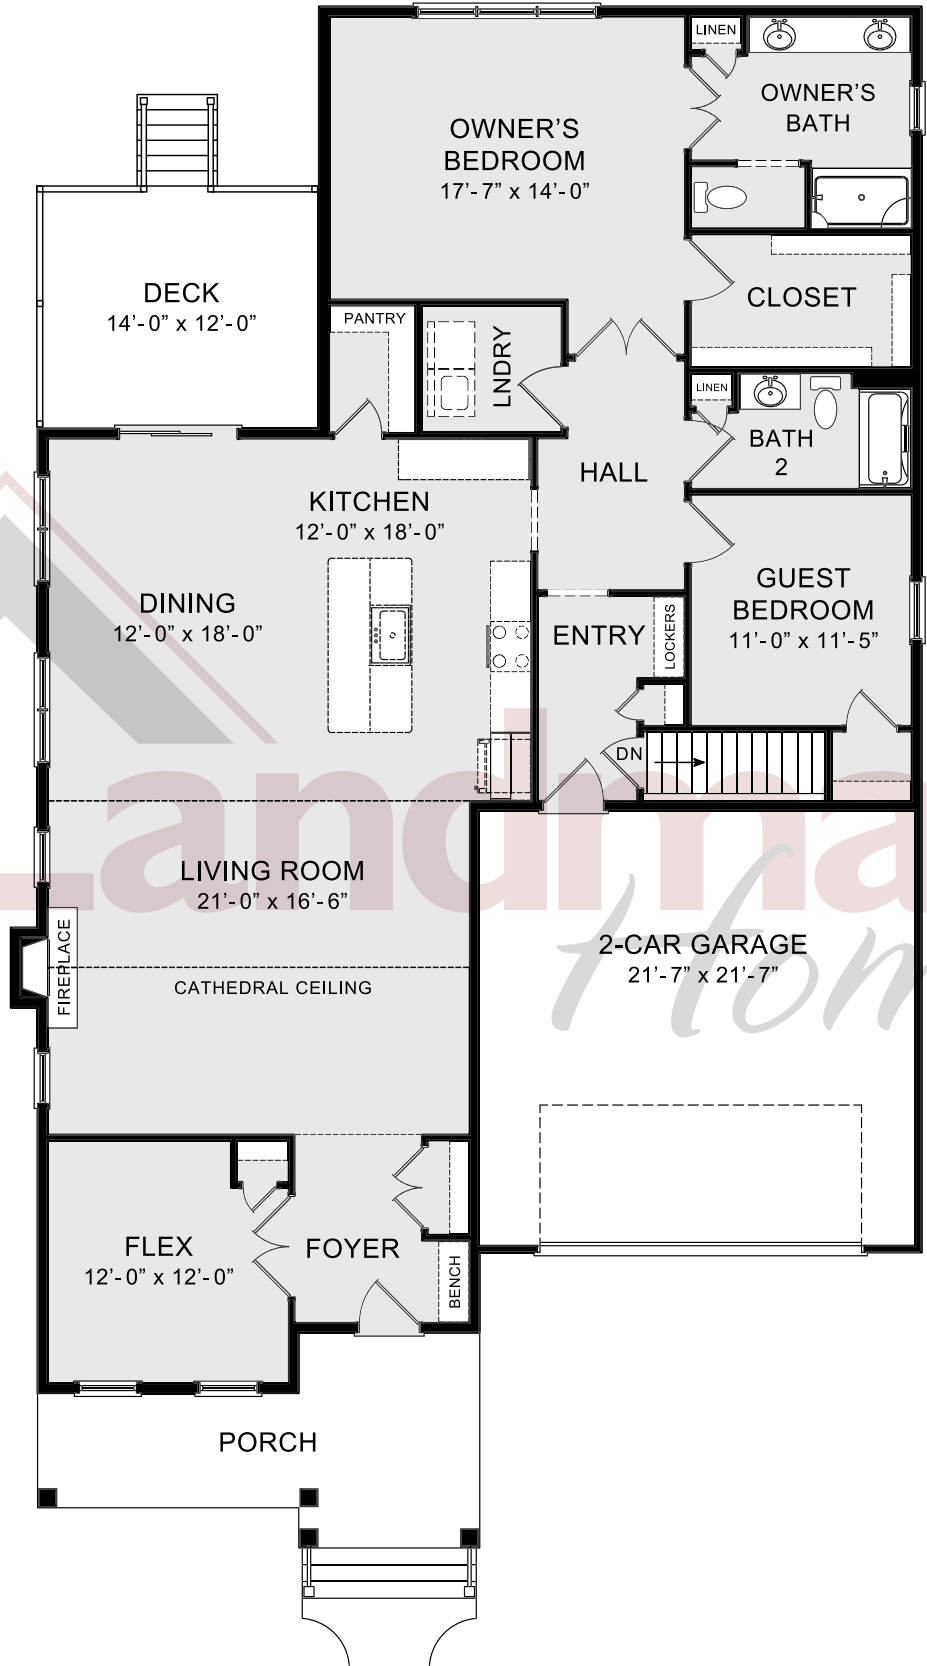 LINEN
OWNER'S
BATH
OWNER'S
BEDROOM
17'-7" x 14'-0"
DECK
14'-0" x 12'-0"
CLOSET
PANTRY
LNDRY
LINEN
BATH
2
HALL
KITCHEN
12'-0" x 18'-0"
DINING
12'-0" x 18'-0"
GUEST
BEDROOM
11'-0" x 11'-5"
ENTRY
LOCKERS
DN
Landma
LIVING ROOM
21'-0" x 16'-6"
FIREPLACE
CATHEDRAL CEILING
2-CAR GARAGE
21'-7" x 21'-7"
Hom
FLEX
12'-0" x 12'-0"
FOYER
BENCH
PORCH